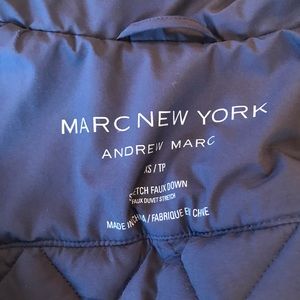 MARC NEW YORK
ANDREW MARC
XS / TP
STRETCH FAUX DOWN
FAUX DUVET STRETCH
MADE IN CHINA / FABRIQUE EN CHINE